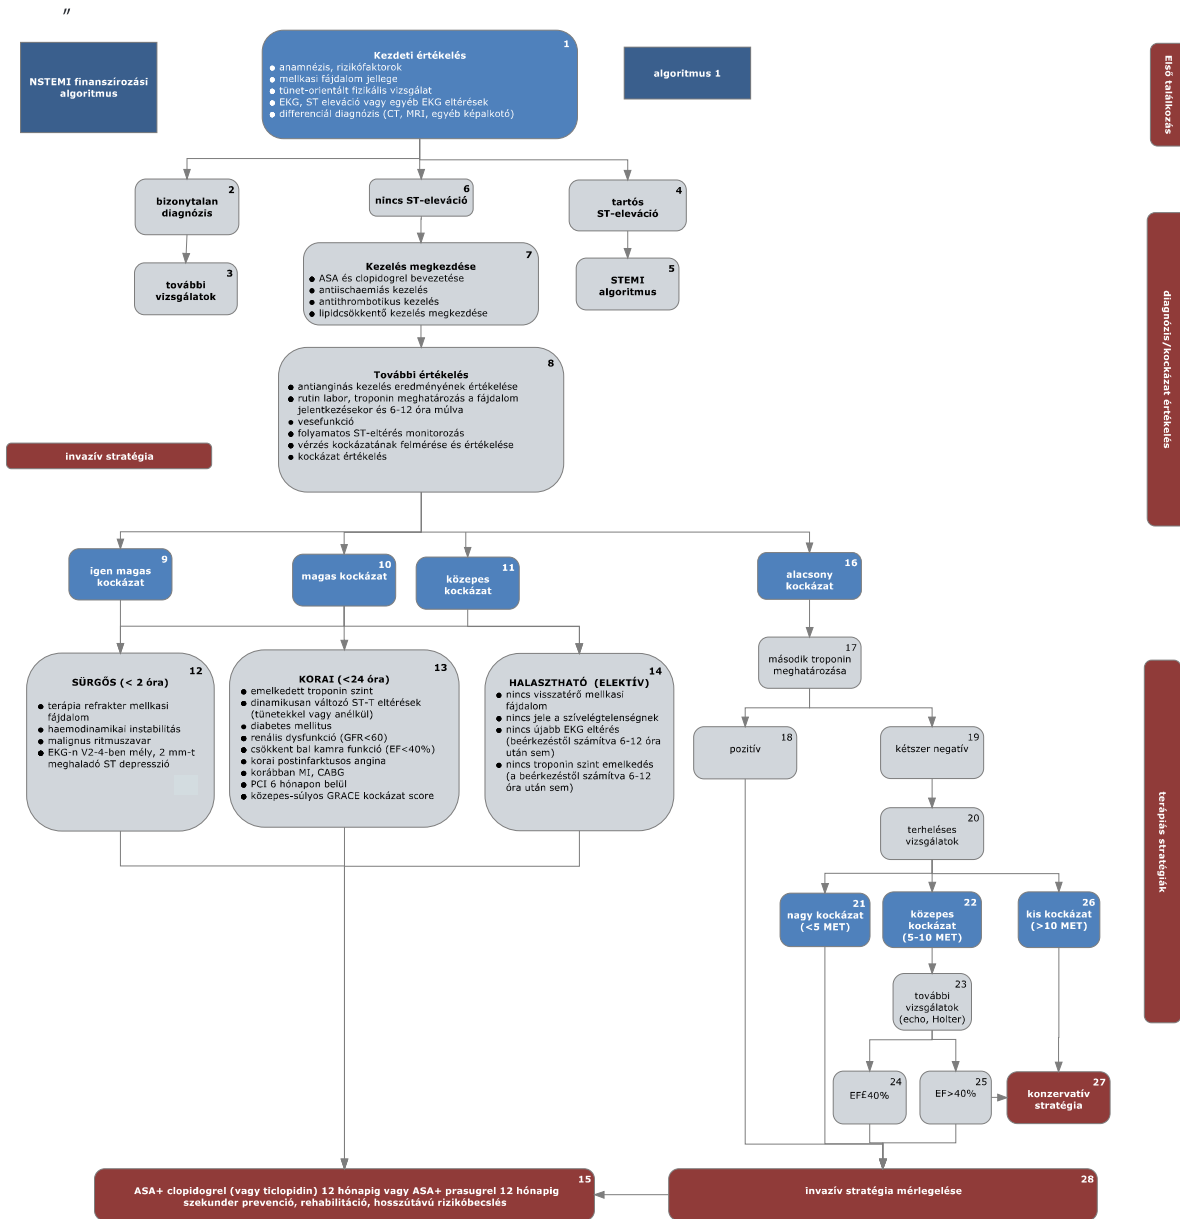 〃
NSTEMI finanszírozási
algoritmus
1
Kezdeti értékelés
● anamnézis, rizikófaktorok
● mellkasi fájdalom jellege
● tünet-orientált fizikális vizsgálat
● EKG, ST eleváció vagy egyéb EKG eltérések
● differenciál diagnózis (CT, MRI, egyéb képalkotó)
algoritmus 1
Első találkozás
2
bizonytalan
diagnózis
6
nincs ST-eleváció
4
tartós
ST-eleváció
3
további
vizsgálatok
7
Kezelés megkezdése
● ASA és clopidogrel bevezetése
● antiischaemiás kezelés
● antithrombotikus kezelés
● lipidcsökkentő kezelés megkezdése
5
STEMI
algoritmus
diagnózis/kockázat értékelés
8
További értékelés
● antianginás kezelés eredményének értékelése
● rutin labor, troponin meghatározás a fájdalom
jelentkezésekor és 6-12 óra múlva
● vesefunkció
● folyamatos ST-eltérés monitorozás
● vérzés kockázatának felmérése és értékelése
● kockázat értékelés
invazív stratégia
9
igen magas
kockázat
10
magas kockázat
11
közepes
kockázat
16
alacsony
kockázat
12
SÜRGŐS (< 2 óra)
● terápia refrakter mellkasi
fájdalom
● haemodinamikai instabilitás
● malignus ritmuszavar
● EKG-n V2-4-ben mély, 2 mm-t
meghaladó ST depresszió
13
KORAI (<24 óra)
● emelkedett troponin szint
● dinamikusan változó ST-T eltérések
(tünetekkel vagy anélkül)
● diabetes mellitus
● renális dysfunkció (GFR<60)
● csökkent bal kamra funkció (EF<40%)
● korai postinfarktusos angina
● korábban MI, CABG
● PCI 6 hónapon belül
● közepes-súlyos GRACE kockázat score
14
HALASZTHATÓ (ELEKTÍV)
● nincs visszatérő mellkasi
fájdalom
● nincs jele a szívelégtelenségnek
● nincs újabb EKG eltérés
(beérkezéstől számítva 6-12 óra
után sem)
● nincs troponin szint emelkedés
(a beérkezéstől számítva 6-12
óra után sem)
17
második troponin
meghatározása
18
pozitív
19
kétszer negatív
terápiás stratégiák
20
terheléses
vizsgálatok
21
nagy kockázat
(<5 MET)
22
közepes
kockázat
(5-10 MET)
26
kis kockázat
(>10 MET)
23
további
vizsgálatok
(echo, Holter)
24
EF£40%
25
EF>40%
27
konzervatív
stratégia
15
ASA+ clopidogrel (vagy ticlopidin) 12 hónapig vagy ASA+ prasugrel 12 hónapig
szekunder prevenció, rehabilitáció, hosszútávú rizikóbecslés
28
invazív stratégia mérlegelése